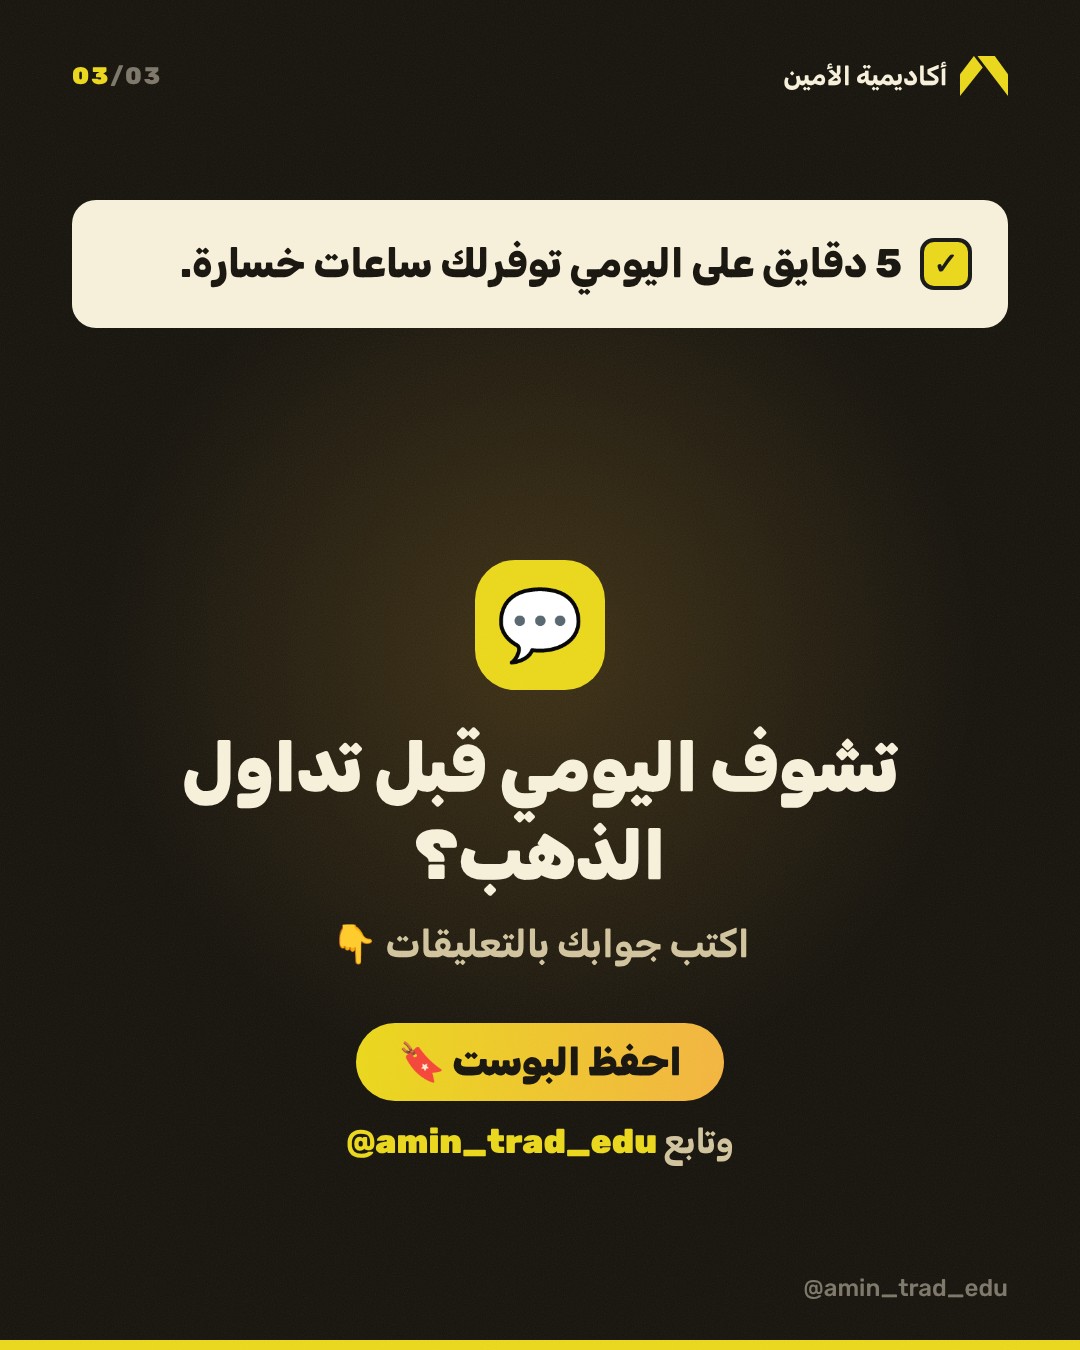 أكاديمية الأمين
03/03
✓ 5 دقايق على اليومي توفرلك ساعات خسارة.
تشوف اليومي قبل تداول
الذهب؟
اكتب جوابك بالتعليقات 👇
احفظ البوست 🔖
وتابع @amin_trad_edu
@amin_trad_edu